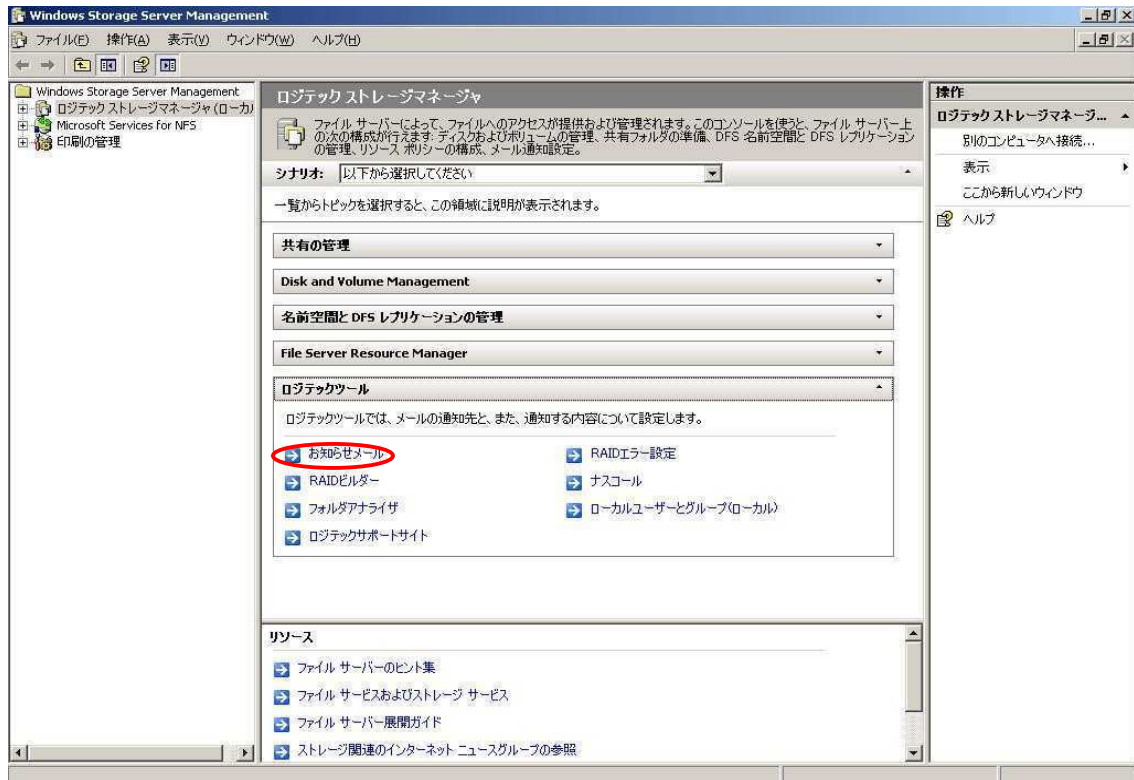 Windows Storage Server Management
ファイル(F) 操作(A) 表示(V) ウィンドウ(W) ヘルプ(H)
Windows Storage Server Management
ロジテック ストレージマネージャ (ローカ
Microsoft Services for NFS
印刷の管理
ロジテック ストレージマネージャ
ファイル サーバーによって、ファイルへのアクセスが提供および管理されます。このコンソールを使うと、ファイル サーバー上
の次の構成が行えます: ディスクおよびボリュームの管理、共有フォルダの準備、DFS 名前空間と DFS レプリケーション
の管理、リソース ポリシーの構成、メール通知設定。
シナリオ: 以下から選択してください
一覧からトピックを選択すると、この領域に説明が表示されます。
共有の管理
Disk and Volume Management
名前空間と DFS レプリケーションの管理
File Server Resource Manager
ロジテックツール
ロジテックツールでは、メールの通知先と、また、通知する内容について設定します。
お知らせメール
RAIDエラー設定
RAIDビルダー
ナスコール
フォルダアナライザ
ローカルユーザーとグループ(ローカル)
ロジテックサポートサイト
リソース
ファイル サーバーのヒント集
ファイル サービスおよびストレージ サービス
ファイル サーバー展開ガイド
ストレージ関連のインターネット ニュースグループの参照
操作
ロジテック ストレージマネージ...
別のコンピュータへ接続...
表示
ここから新しいウィンドウ
ヘルプ